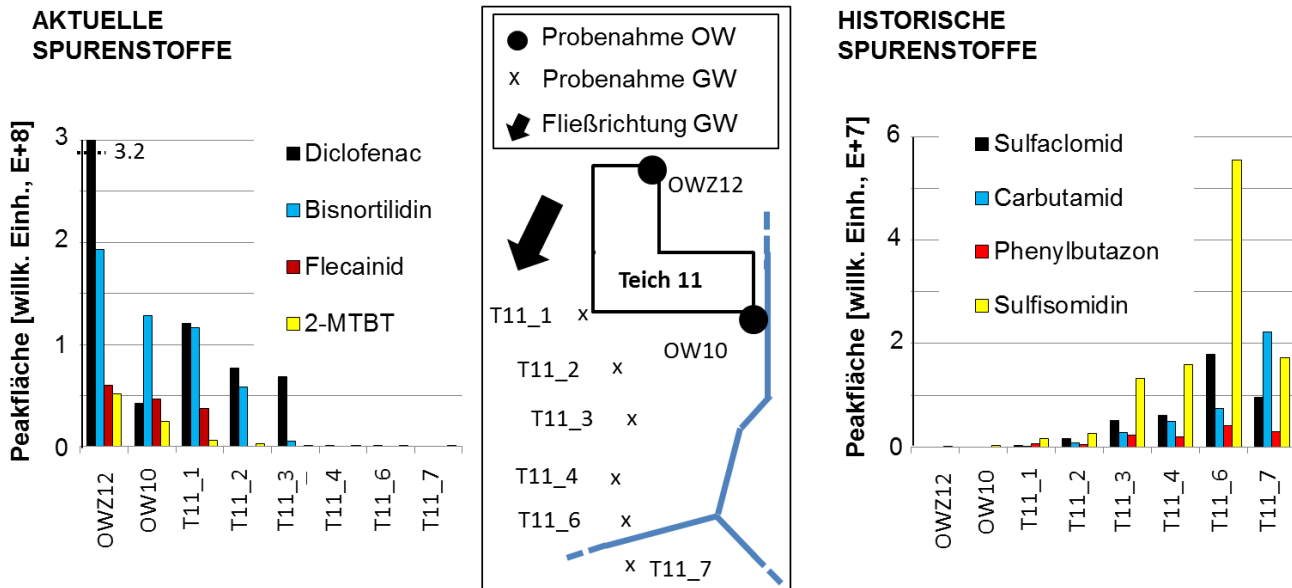 AKTUELLE
SPURENSTOFFE
Peakfläche [willk. Einh., E+8]
3
2
1
0
3.2
Diclofenac
Bisnortilidin
Flecainid
2-MTBT
OWZ12
OW10
T11_1
T11_2
T11_3_
T11_4
T11_6
T11_7
Probenahme OW
x Probenahme GW
Fließrichtung GW
OWZ12
Teich 11
T11_1 x
OW10
T11_2 x
T11_3 x
T11_4 x
T11_6 x
x T11_7
HISTORISCHE
SPURENSTOFFE
Peakfläche [willk. Einh., E+7]
6
4
2
0
Sulfaclomid
Carbutamid
Phenylbutazon
Sulfisomidin
OWZ12
OW10
T11_1
T11_2
T11_3
T11_4
T11_6
T11_7